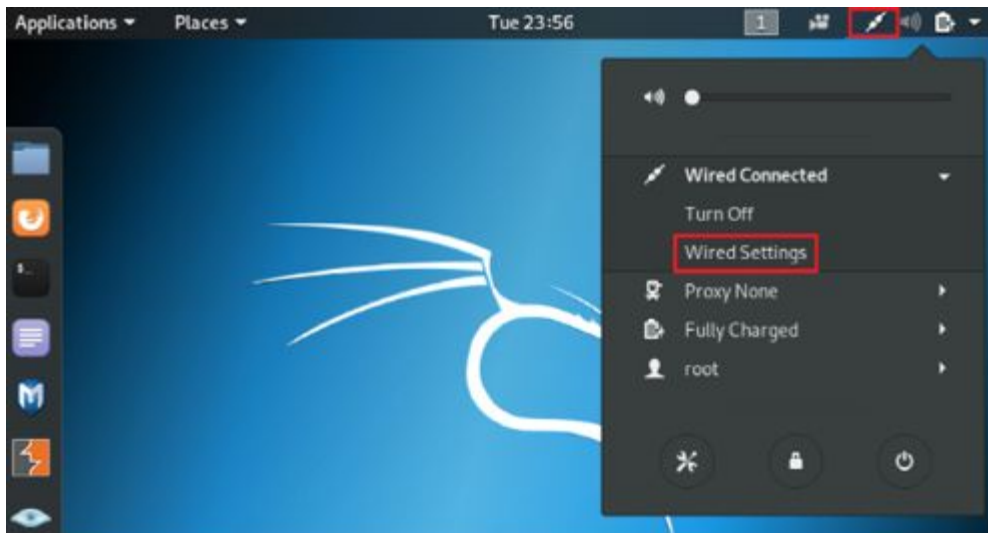 Applications Places Tue 23:56 1
Wired Connected
Turn Off
Wired Settings
Proxy None
Fully Charged
root
$_
M